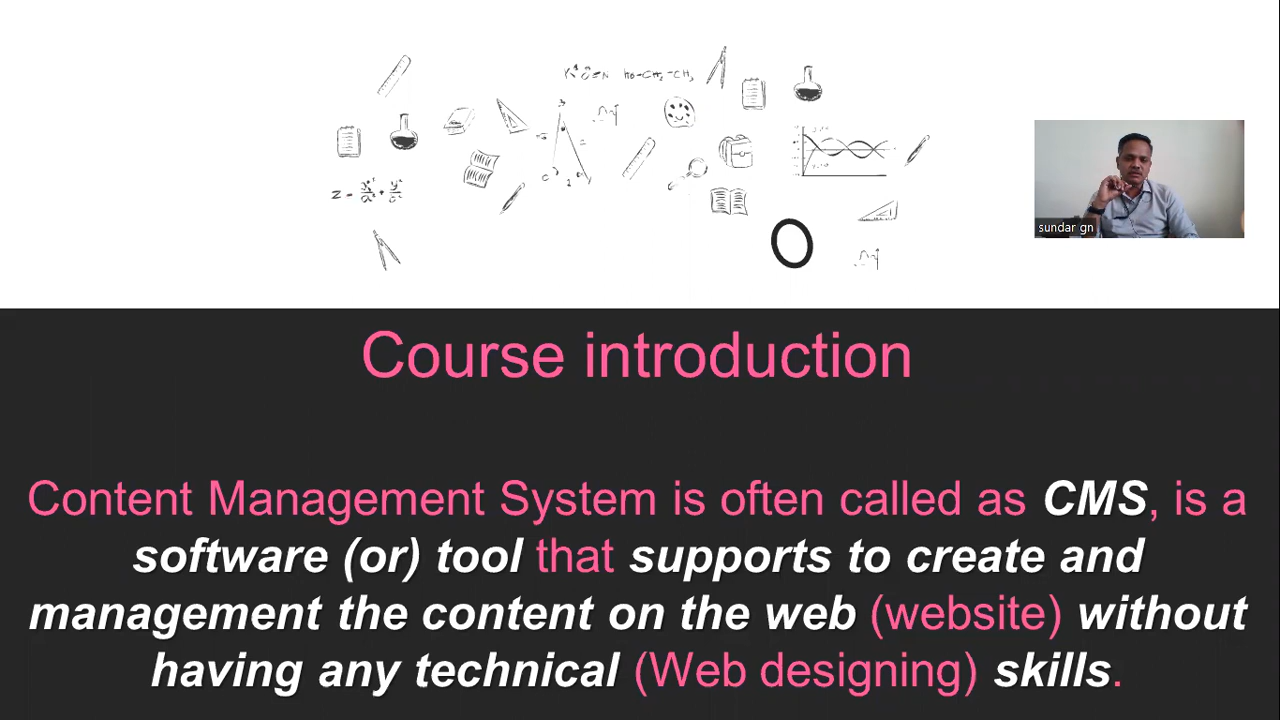 sundar gn
Course introduction
Content Management System is often called as CMS, is a
software (or) tool that supports to create and
management the content on the web (website) without
having any technical (Web designing) skills.